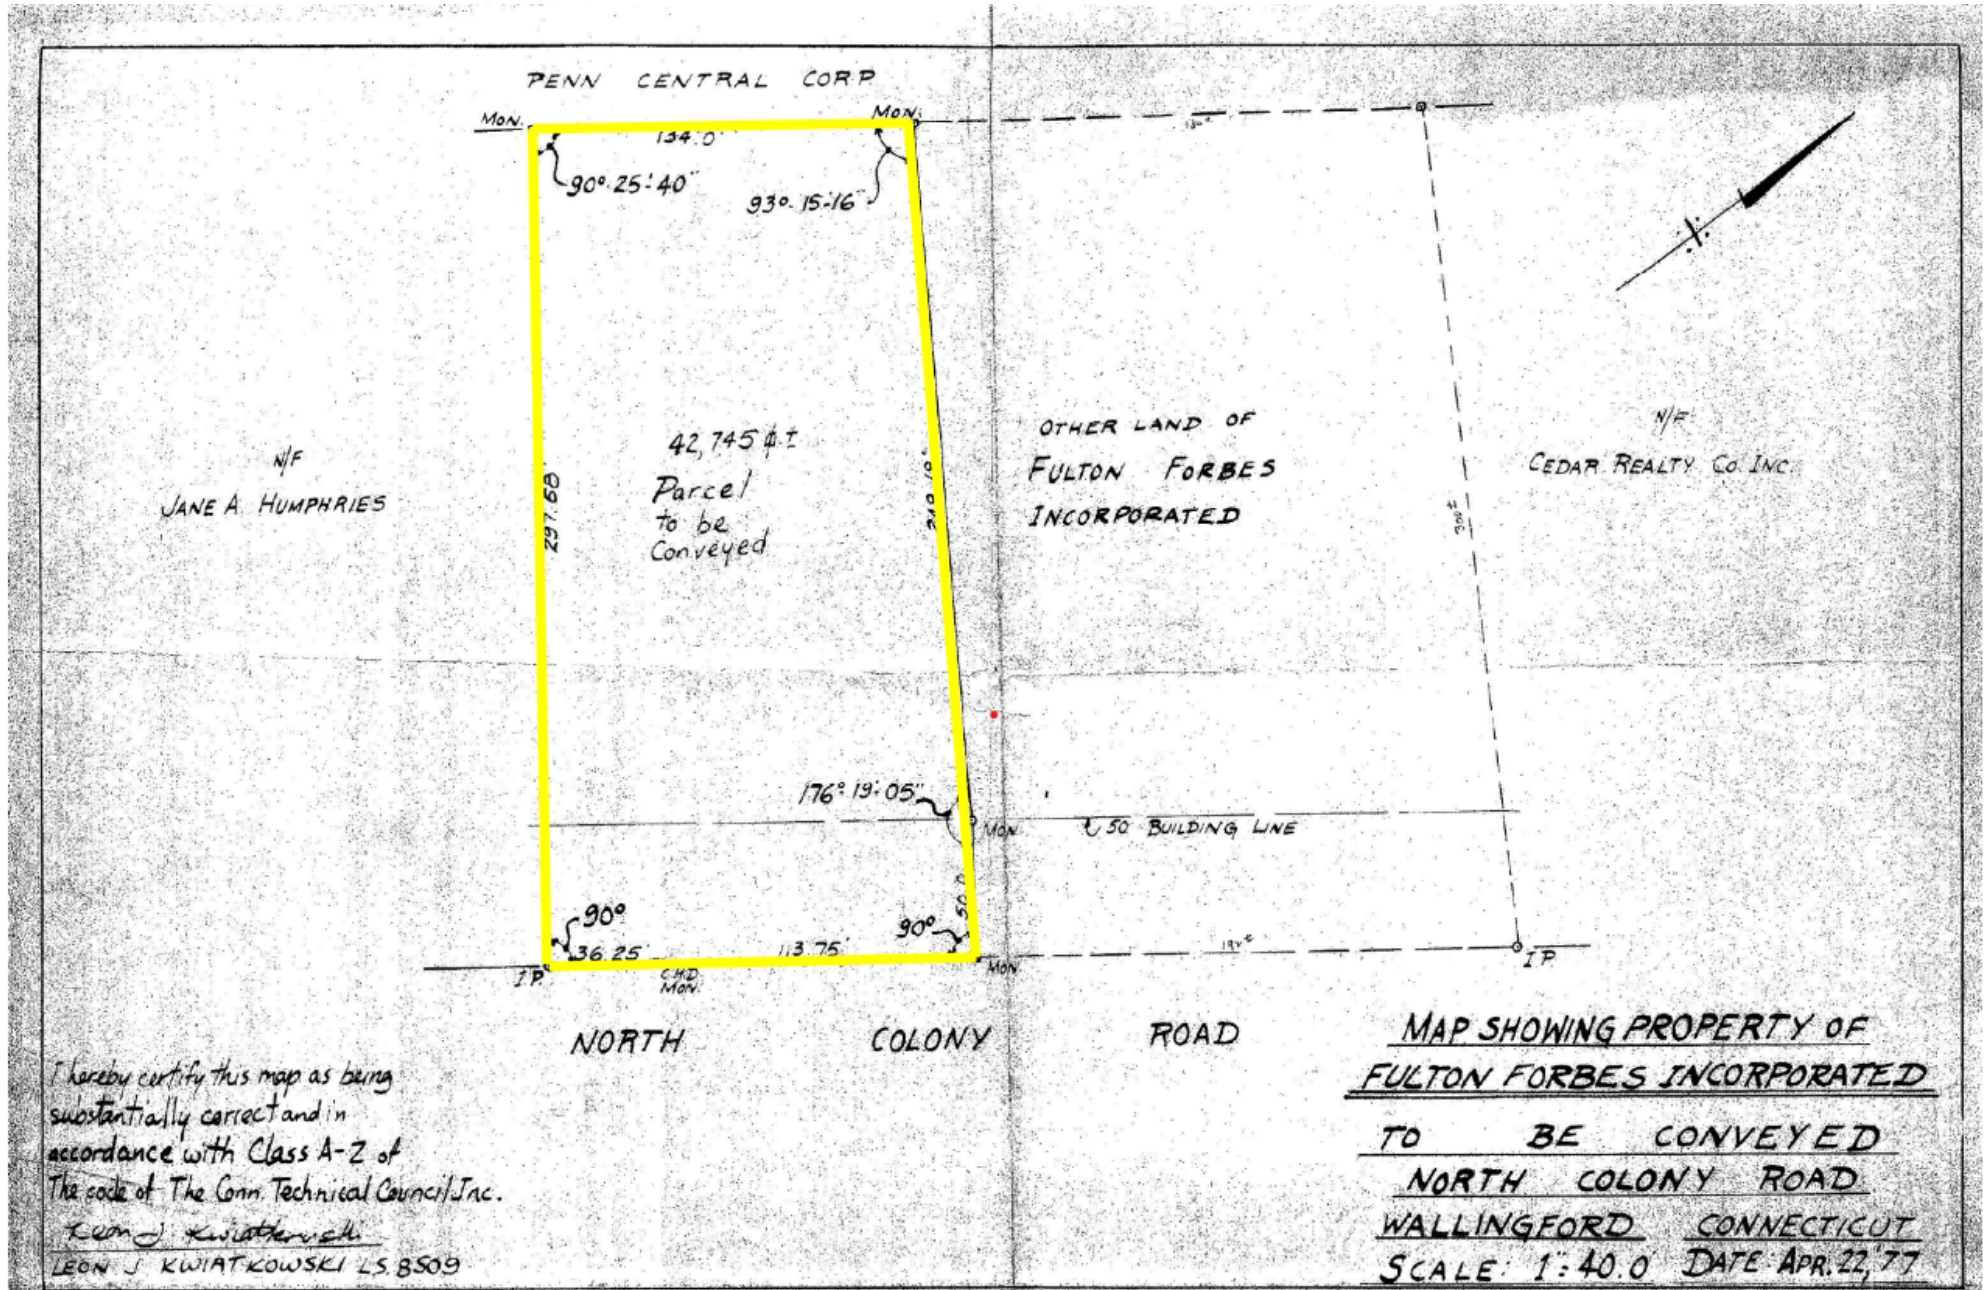 PENN CENTRAL CORP.
MON.
MON.
134.0'
90°-25'-40"
93°-15'-16"
42,745 ⌗ ±
Parcel
to be
Conveyed
297.68'
N/F
JANE A. HUMPHRIES
OTHER LAND OF
FULTON FORBES
INCORPORATED
N/F
CEDAR REALTY CO. INC.
300±
176°-19'-05"
MON.
50' BUILDING LINE
50.0
90°
90°
36.25'
113.75'
I.P.
C.H.D.
MON.
MON.
I.P.
NORTH COLONY ROAD
I hereby certify this map as being
substantially correct and in
accordance with Class A-2 of
The code of The Conn. Technical Council, Inc.
Leon J Kwiatkowski
LEON J KWIATKOWSKI L.S. 8509
MAP SHOWING PROPERTY OF
FULTON FORBES INCORPORATED
TO BE CONVEYED
NORTH COLONY ROAD
WALLINGFORD CONNECTICUT
SCALE: 1"=40.0 DATE APR. 22, '77